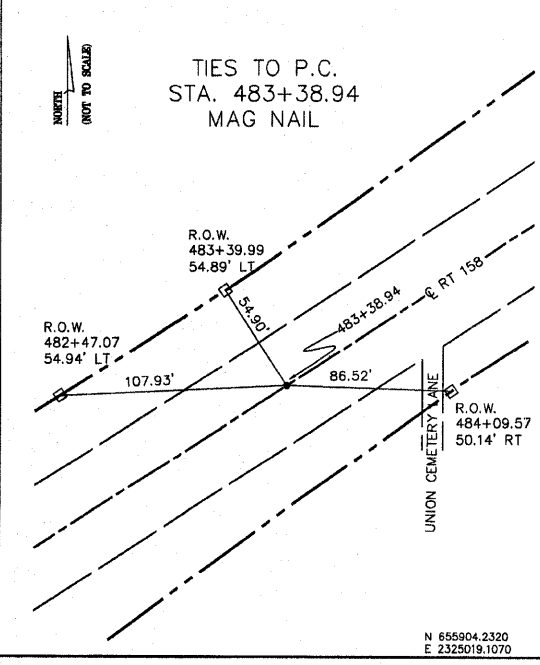 NORTH
(NOT TO SCALE)
TIES TO P.C.
STA. 483+38.94
MAG NAIL
R.O.W.
483+39.99
54.89' LT
54.90'
483+38.94
℄ RT 158
R.O.W.
482+47.07
54.94' LT
107.93'
86.52'
R.O.W.
484+09.57
50.14' RT
UNION CEMETERY LANE
N 655904.2320
E 2325019.1070